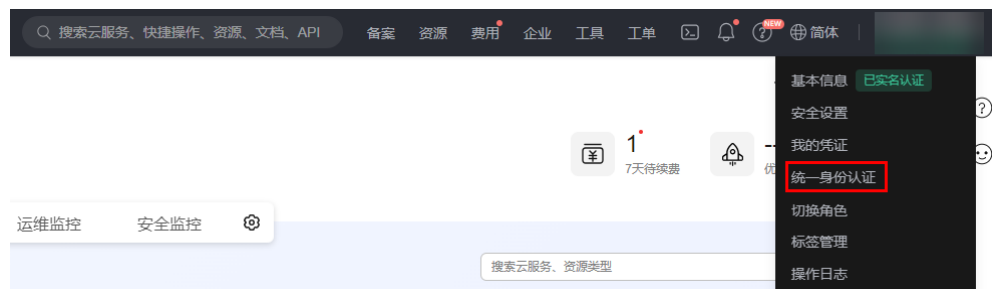 搜索云服务、快捷操作、资源、文档、API 备案 资源 费用 企业 工具 工单 NEW 简体
基本信息 已实名认证
安全设置
我的凭证
统一身份认证
切换角色
标签管理
操作日志
1
7天待续费
--
优
运维监控 安全监控
搜索云服务、资源类型